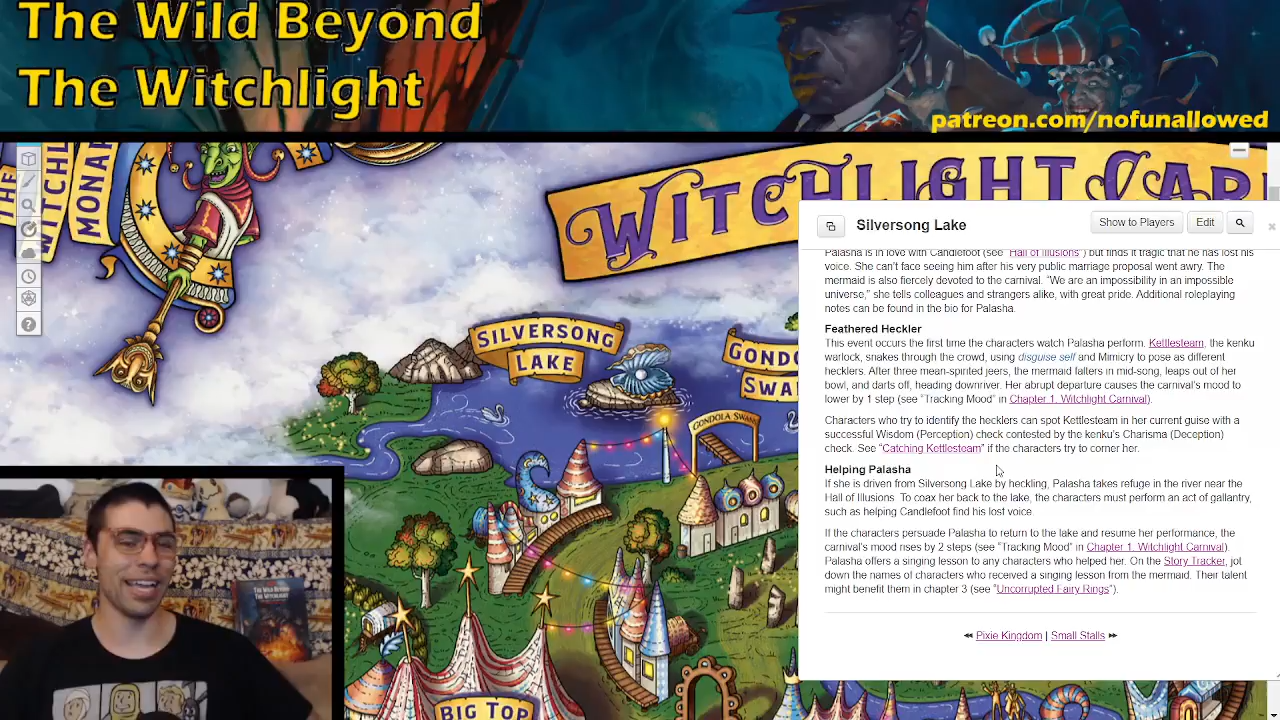 The Wild Beyond
The Witchlight
patreon.com/nofunallowed
THE
WITCHL
MONAR
WITCHLIGHT CAR
SILVERSONG
LAKE
GONDO
SWA
GONDOLA SWAN
BIG TOP
Silversong Lake
Show to Players
Edit
Palasha is in love with Candlefoot (see "Hall of Illusions") but finds it tragic that he has lost his
voice. She can't face seeing him after his very public marriage proposal went awry. The
mermaid is also fiercely devoted to the carnival. “We are an impossibility in an impossible
universe,” she tells colleagues and strangers alike, with great pride. Additional roleplaying
notes can be found in the bio for Palasha.
Feathered Heckler
This event occurs the first time the characters watch Palasha perform. Kettlesteam, the kenku
warlock, snakes through the crowd, using disguise self and Mimicry to pose as different
hecklers. After three mean-spirited jeers, the mermaid falters in mid-song, leaps out of her
bowl, and darts off, heading downriver. Her abrupt departure causes the carnival's mood to
lower by 1 step (see “Tracking Mood” in Chapter 1. Witchlight Carnival).
Characters who try to identify the hecklers can spot Kettlesteam in her current guise with a
successful Wisdom (Perception) check contested by the kenku's Charisma (Deception)
check. See “Catching Kettlesteam” if the characters try to corner her.
Helping Palasha
If she is driven from Silversong Lake by heckling, Palasha takes refuge in the river near the
Hall of Illusions. To coax her back to the lake, the characters must perform an act of gallantry,
such as helping Candlefoot find his lost voice.
If the characters persuade Palasha to return to the lake and resume her performance, the
carnival's mood rises by 2 steps (see “Tracking Mood” in Chapter 1. Witchlight Carnival).
Palasha offers a singing lesson to any characters who helped her. On the Story Tracker, jot
down the names of characters who received a singing lesson from the mermaid. Their talent
might benefit them in chapter 3 (see “Uncorrupted Fairy Rings”).
Pixie Kingdom | Small Stalls
THE WILD BEYOND
THE WITCHLIGHT